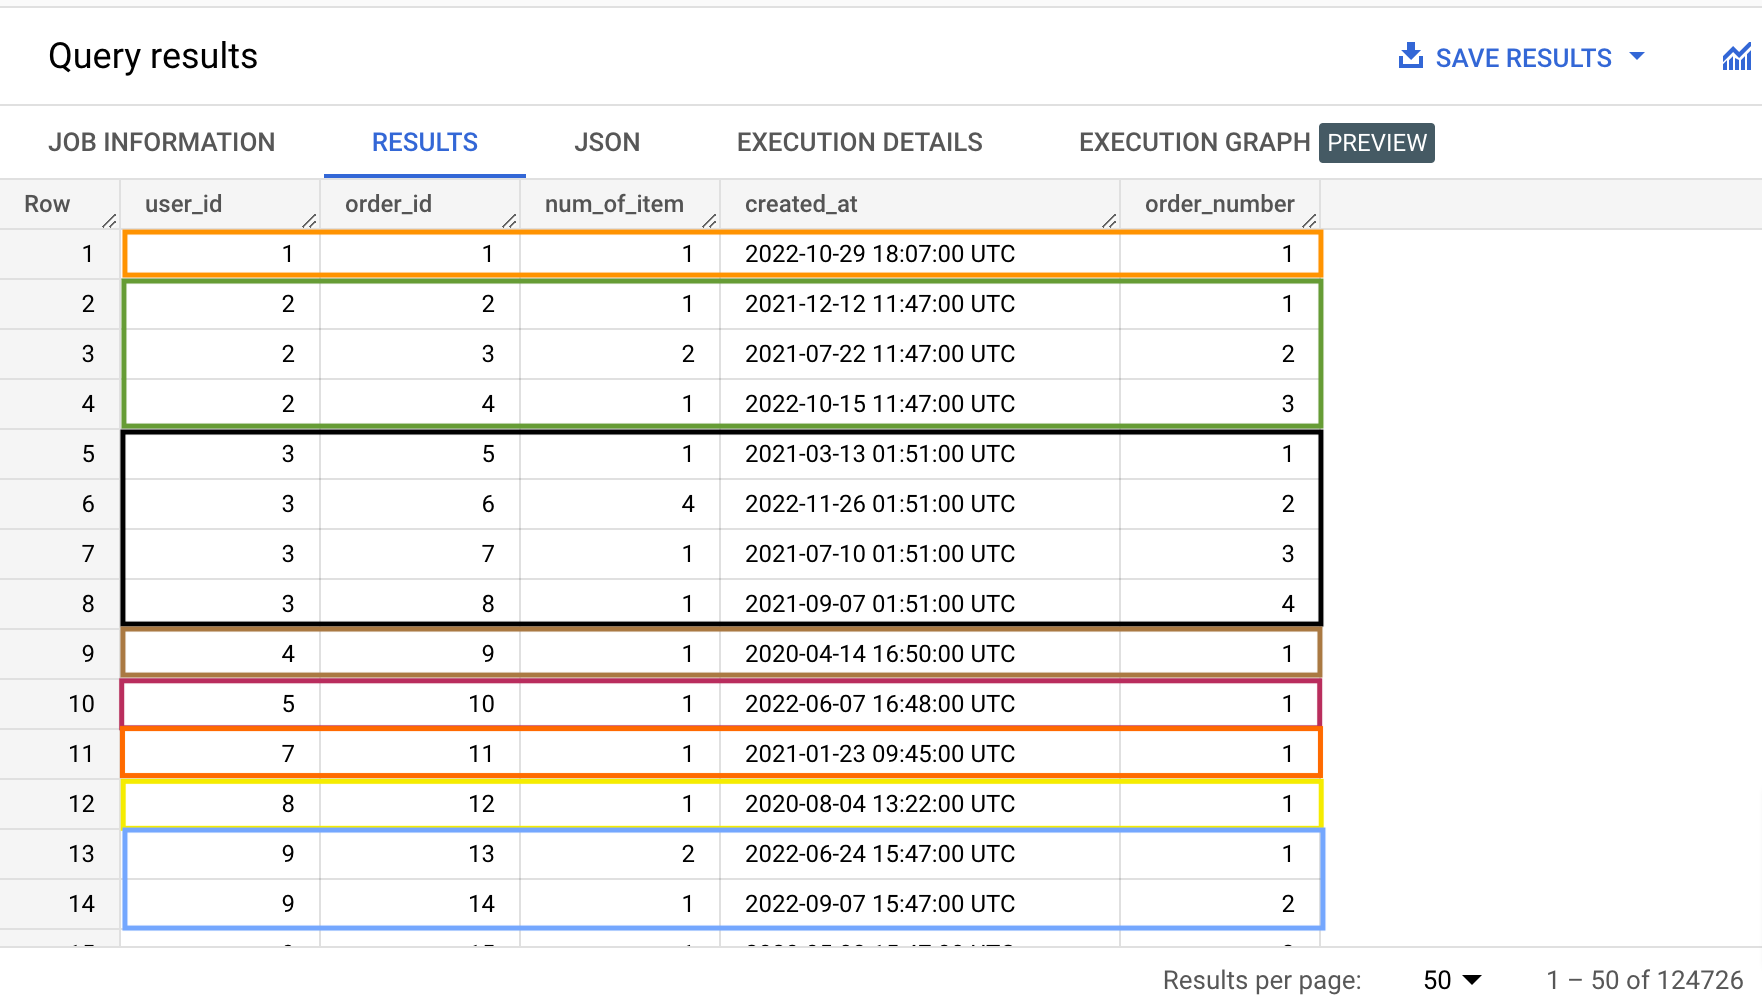 Query results
SAVE RESULTS
JOB INFORMATION RESULTS JSON EXECUTION DETAILS EXECUTION GRAPH PREVIEW
Row user_id order_id num_of_item created_at order_number
1 1 1 1 2022-10-29 18:07:00 UTC 1
2 2 2 1 2021-12-12 11:47:00 UTC 1
3 2 3 2 2021-07-22 11:47:00 UTC 2
4 2 4 1 2022-10-15 11:47:00 UTC 3
5 3 5 1 2021-03-13 01:51:00 UTC 1
6 3 6 4 2022-11-26 01:51:00 UTC 2
7 3 7 1 2021-07-10 01:51:00 UTC 3
8 3 8 1 2021-09-07 01:51:00 UTC 4
9 4 9 1 2020-04-14 16:50:00 UTC 1
10 5 10 1 2022-06-07 16:48:00 UTC 1
11 7 11 1 2021-01-23 09:45:00 UTC 1
12 8 12 1 2020-08-04 13:22:00 UTC 1
13 9 13 2 2022-06-24 15:47:00 UTC 1
14 9 14 1 2022-09-07 15:47:00 UTC 2
Results per page: 50 1 – 50 of 124726